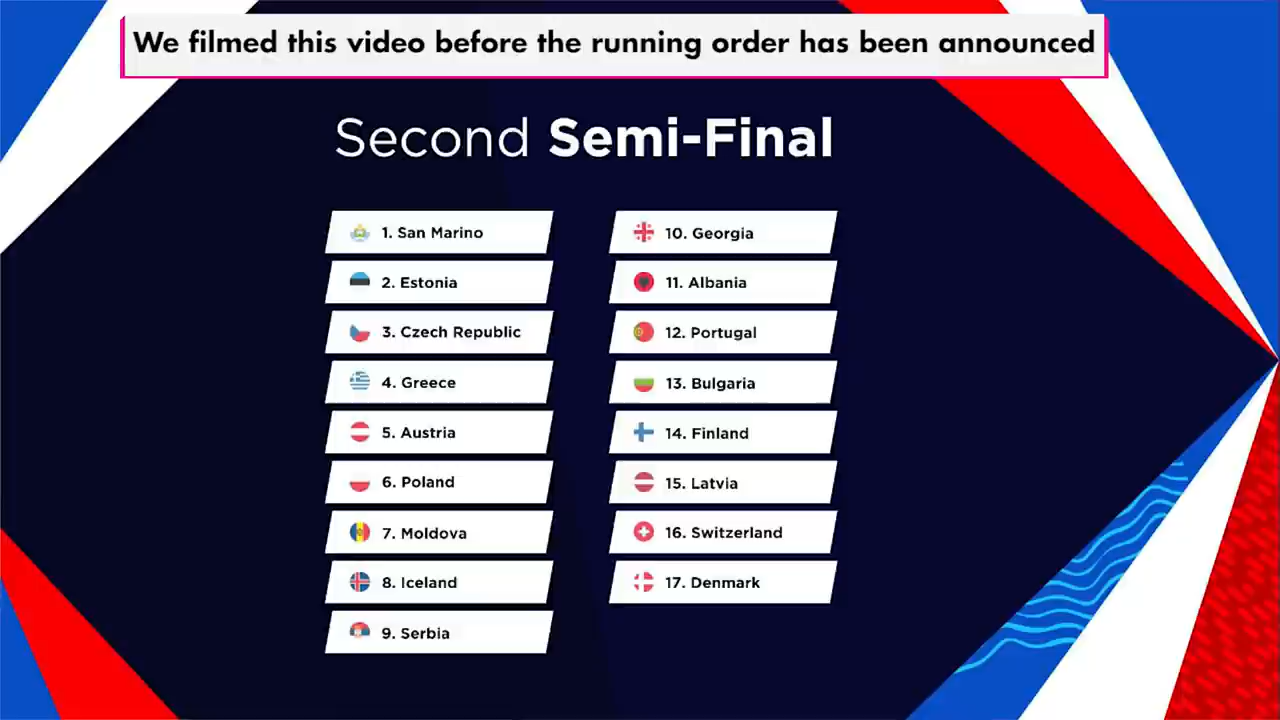 We filmed this video before the running order has been announced
Second Semi-Final
1. San Marino
2. Estonia
3. Czech Republic
4. Greece
5. Austria
6. Poland
7. Moldova
8. Iceland
9. Serbia
10. Georgia
11. Albania
12. Portugal
13. Bulgaria
14. Finland
15. Latvia
16. Switzerland
17. Denmark